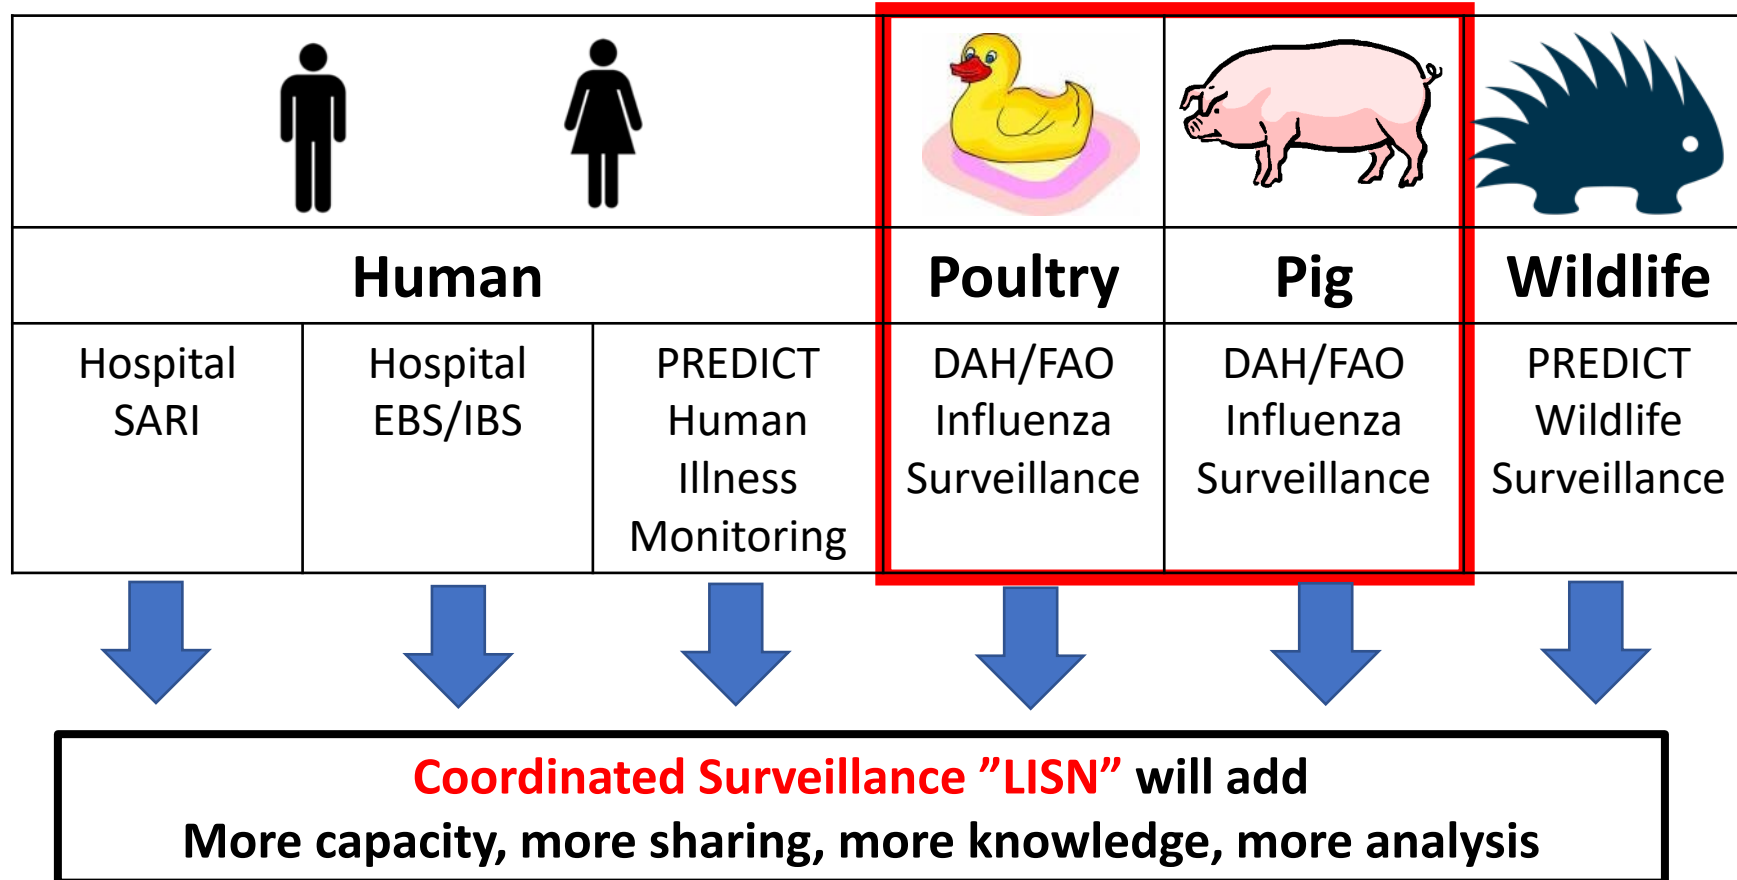 Human
Poultry
Pig
Wildlife
Hospital
SARI
Hospital
EBS/IBS
PREDICT
Human
Illness
Monitoring
DAH/FAO
Influenza
Surveillance
DAH/FAO
Influenza
Surveillance
PREDICT
Wildlife
Surveillance
Coordinated Surveillance ”LISN” will add
More capacity, more sharing, more knowledge, more analysis